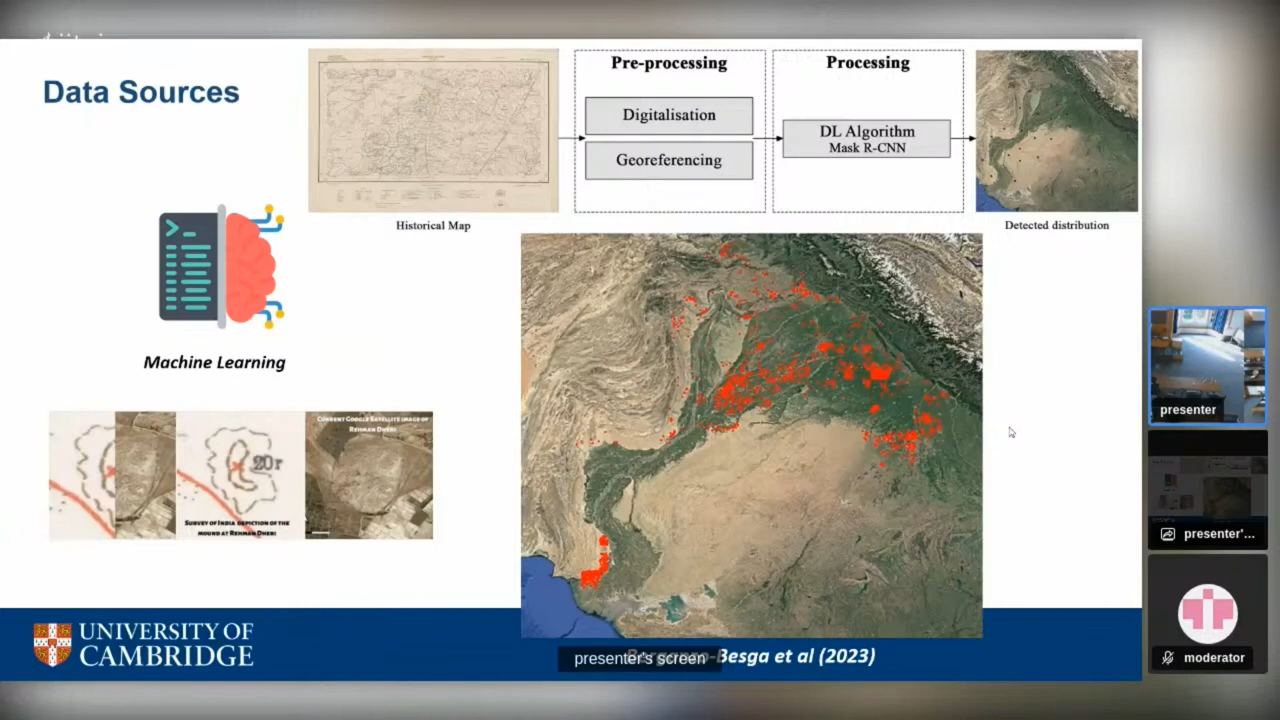 Data Sources
Pre-processing
Digitalisation
Georeferencing
Processing
DL Algorithm
Mask R-CNN
Historical Map
Detected distribution
Machine Learning
20r
SURVEY OF INDIA DEPICTION OF THE
MOUND AT REHMAN DHERI
CURRENT GOOGLE SATELLITE IMAGE OF
REHMAN DHERI
UNIVERSITY OF
CAMBRIDGE
Besga et al (2023)
presenter's screen
presenter
presenter'...
moderator